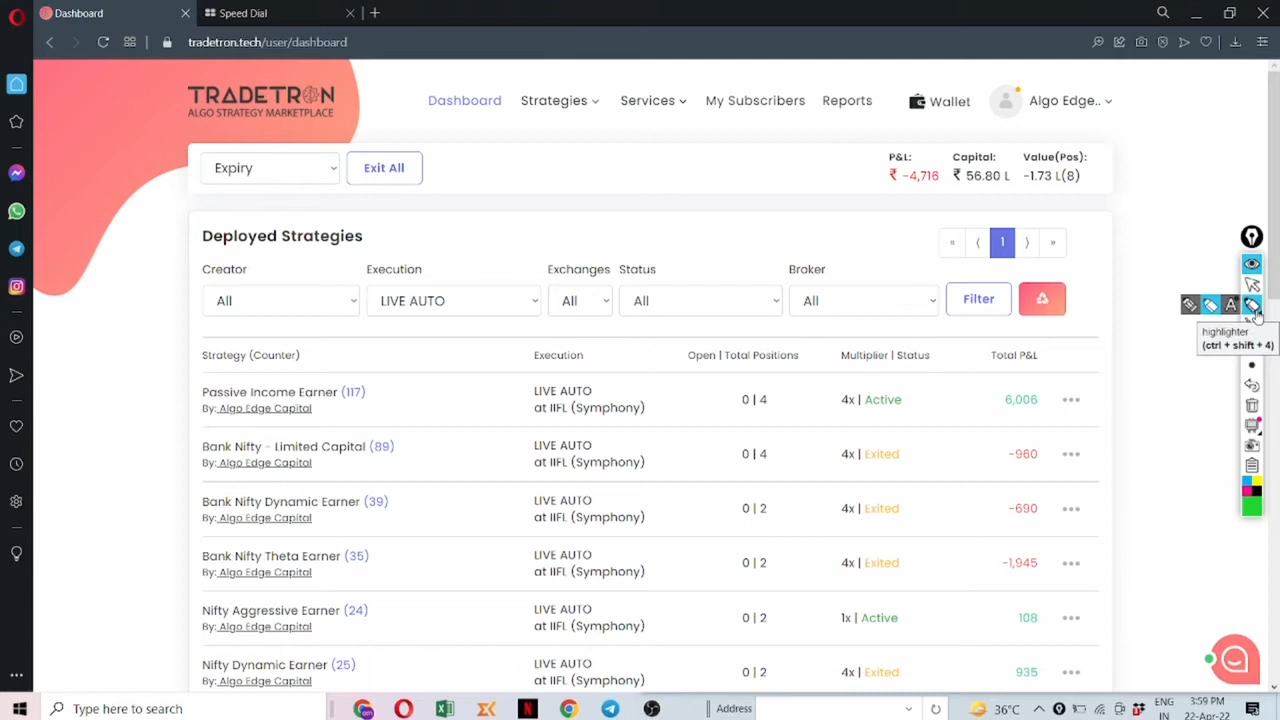 Dashboard
Speed Dial
tradetron.tech/user/dashboard
TRADETRON
ALGO STRATEGY MARKETPLACE
Dashboard
Strategies
Services
My Subscribers
Reports
Wallet
Algo Edge..
Expiry
Exit All
P&L:
₹ -4,716
Capital:
₹ 56.80 L
Value(Pos):
-1.73 L(8)
Deployed Strategies
« ⟨ 1 ⟩ »
Creator
Execution
Exchanges
Status
Broker
All
LIVE AUTO
All
All
All
Filter
A
highlighter
(ctrl + shift + 4)
Strategy (Counter)
Execution
Open | Total Positions
Multiplier | Status
Total P&L
Passive Income Earner (117)
By: Algo Edge Capital
LIVE AUTO
at IIFL (Symphony)
0 | 4
4x | Active
6,006
Bank Nifty - Limited Capital (89)
By: Algo Edge Capital
LIVE AUTO
at IIFL (Symphony)
0 | 4
4x | Exited
-960
Bank Nifty Dynamic Earner (39)
By: Algo Edge Capital
LIVE AUTO
at IIFL (Symphony)
0 | 2
4x | Exited
-690
Bank Nifty Theta Earner (35)
By: Algo Edge Capital
LIVE AUTO
at IIFL (Symphony)
0 | 2
4x | Exited
-1,945
Nifty Aggressive Earner (24)
By: Algo Edge Capital
LIVE AUTO
at IIFL (Symphony)
0 | 2
1x | Active
108
Nifty Dynamic Earner (25)
By: Algo Edge Capital
LIVE AUTO
at IIFL (Symphony)
0 | 2
4x | Exited
935
Type here to search
Address
36°C
ENG
IN
3:59 PM
22-Apr-22